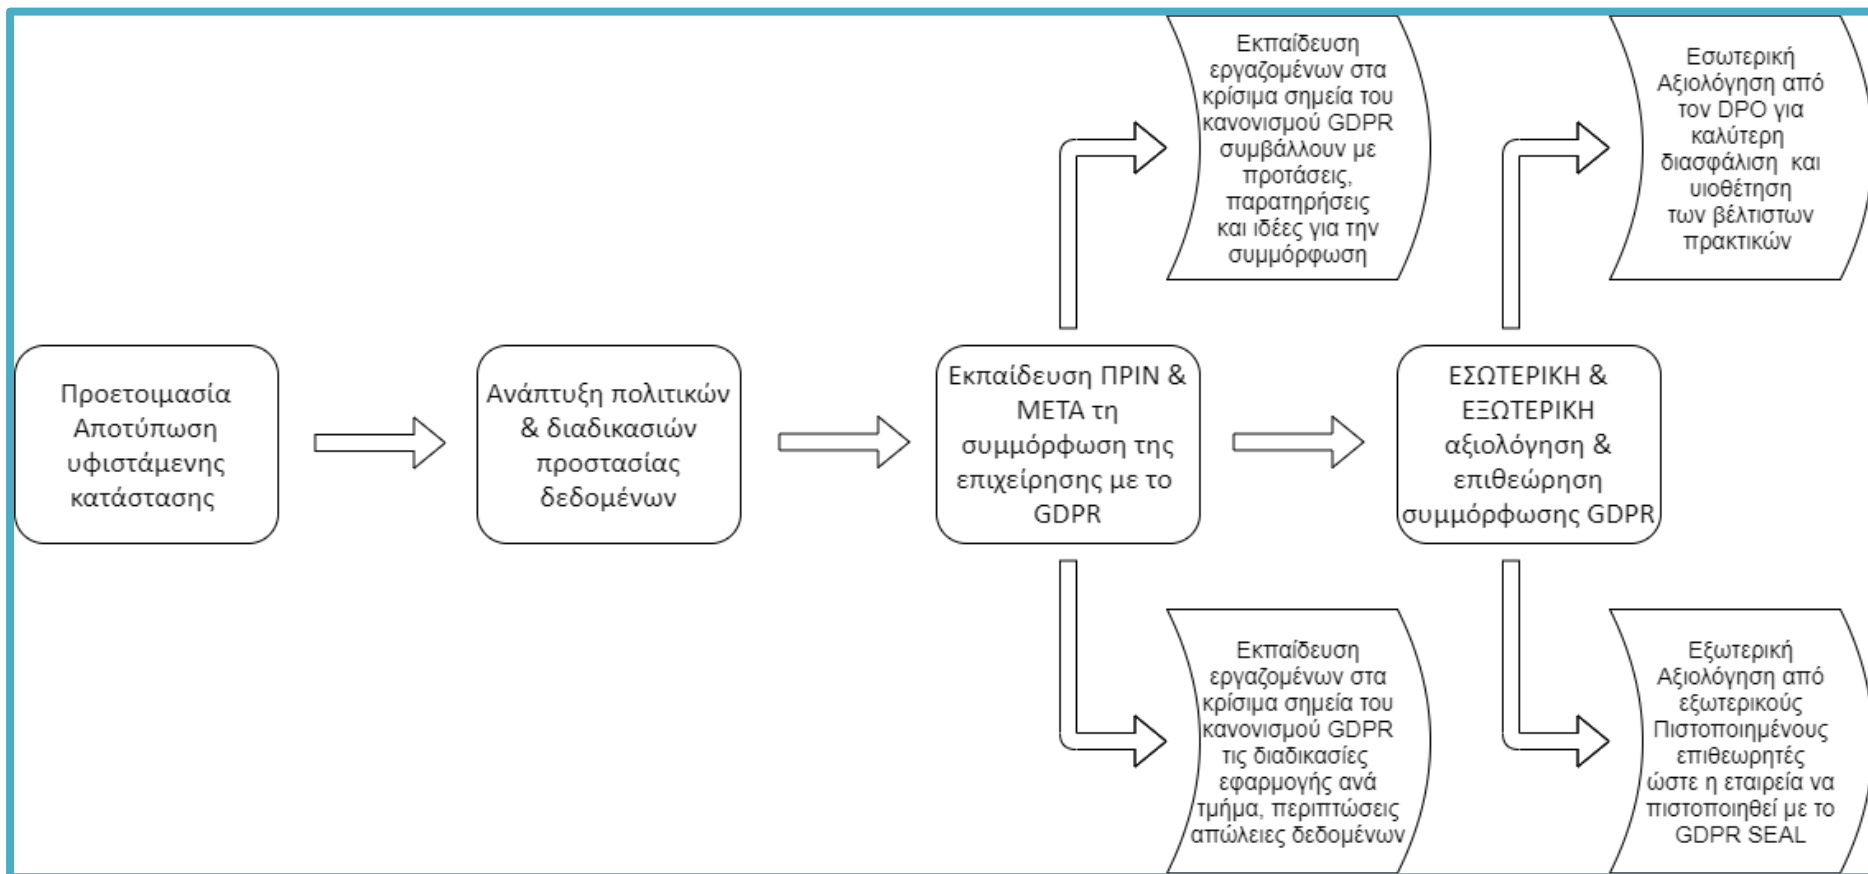 Προετοιμασία
Αποτύπωση
υφιστάμενης
κατάστασης
Ανάπτυξη πολιτικών
& διαδικασιών
προστασίας
δεδομένων
Εκπαίδευση ΠΡΙΝ &
ΜΕΤΑ τη
συμμόρφωση της
επιχείρησης με το
GDPR
Εκπαίδευση
εργαζομένων στα
κρίσιμα σημεία του
κανονισμού GDPR
συμβάλλουν με
προτάσεις,
παρατηρήσεις
και ιδέες για την
συμμόρφωση
Εκπαίδευση
εργαζομένων στα
κρίσιμα σημεία του
κανονισμού GDPR
τις διαδικασίες
εφαρμογής ανά
τμήμα, περιπτώσεις
απώλειες δεδομένων
ΕΣΩΤΕΡΙΚΗ &
ΕΞΩΤΕΡΙΚΗ
αξιολόγηση &
επιθεώρηση
συμμόρφωσης GDPR
Εσωτερική
Αξιολόγηση από
τον DPO για
καλύτερη
διασφάλιση και
υιοθέτηση
των βέλτιστων
πρακτικών
Εξωτερική
Αξιολόγηση από
εξωτερικούς
Πιστοποιημένους
επιθεωρητές
ώστε η εταιρεία να
πιστοποιηθεί με το
GDPR SEAL